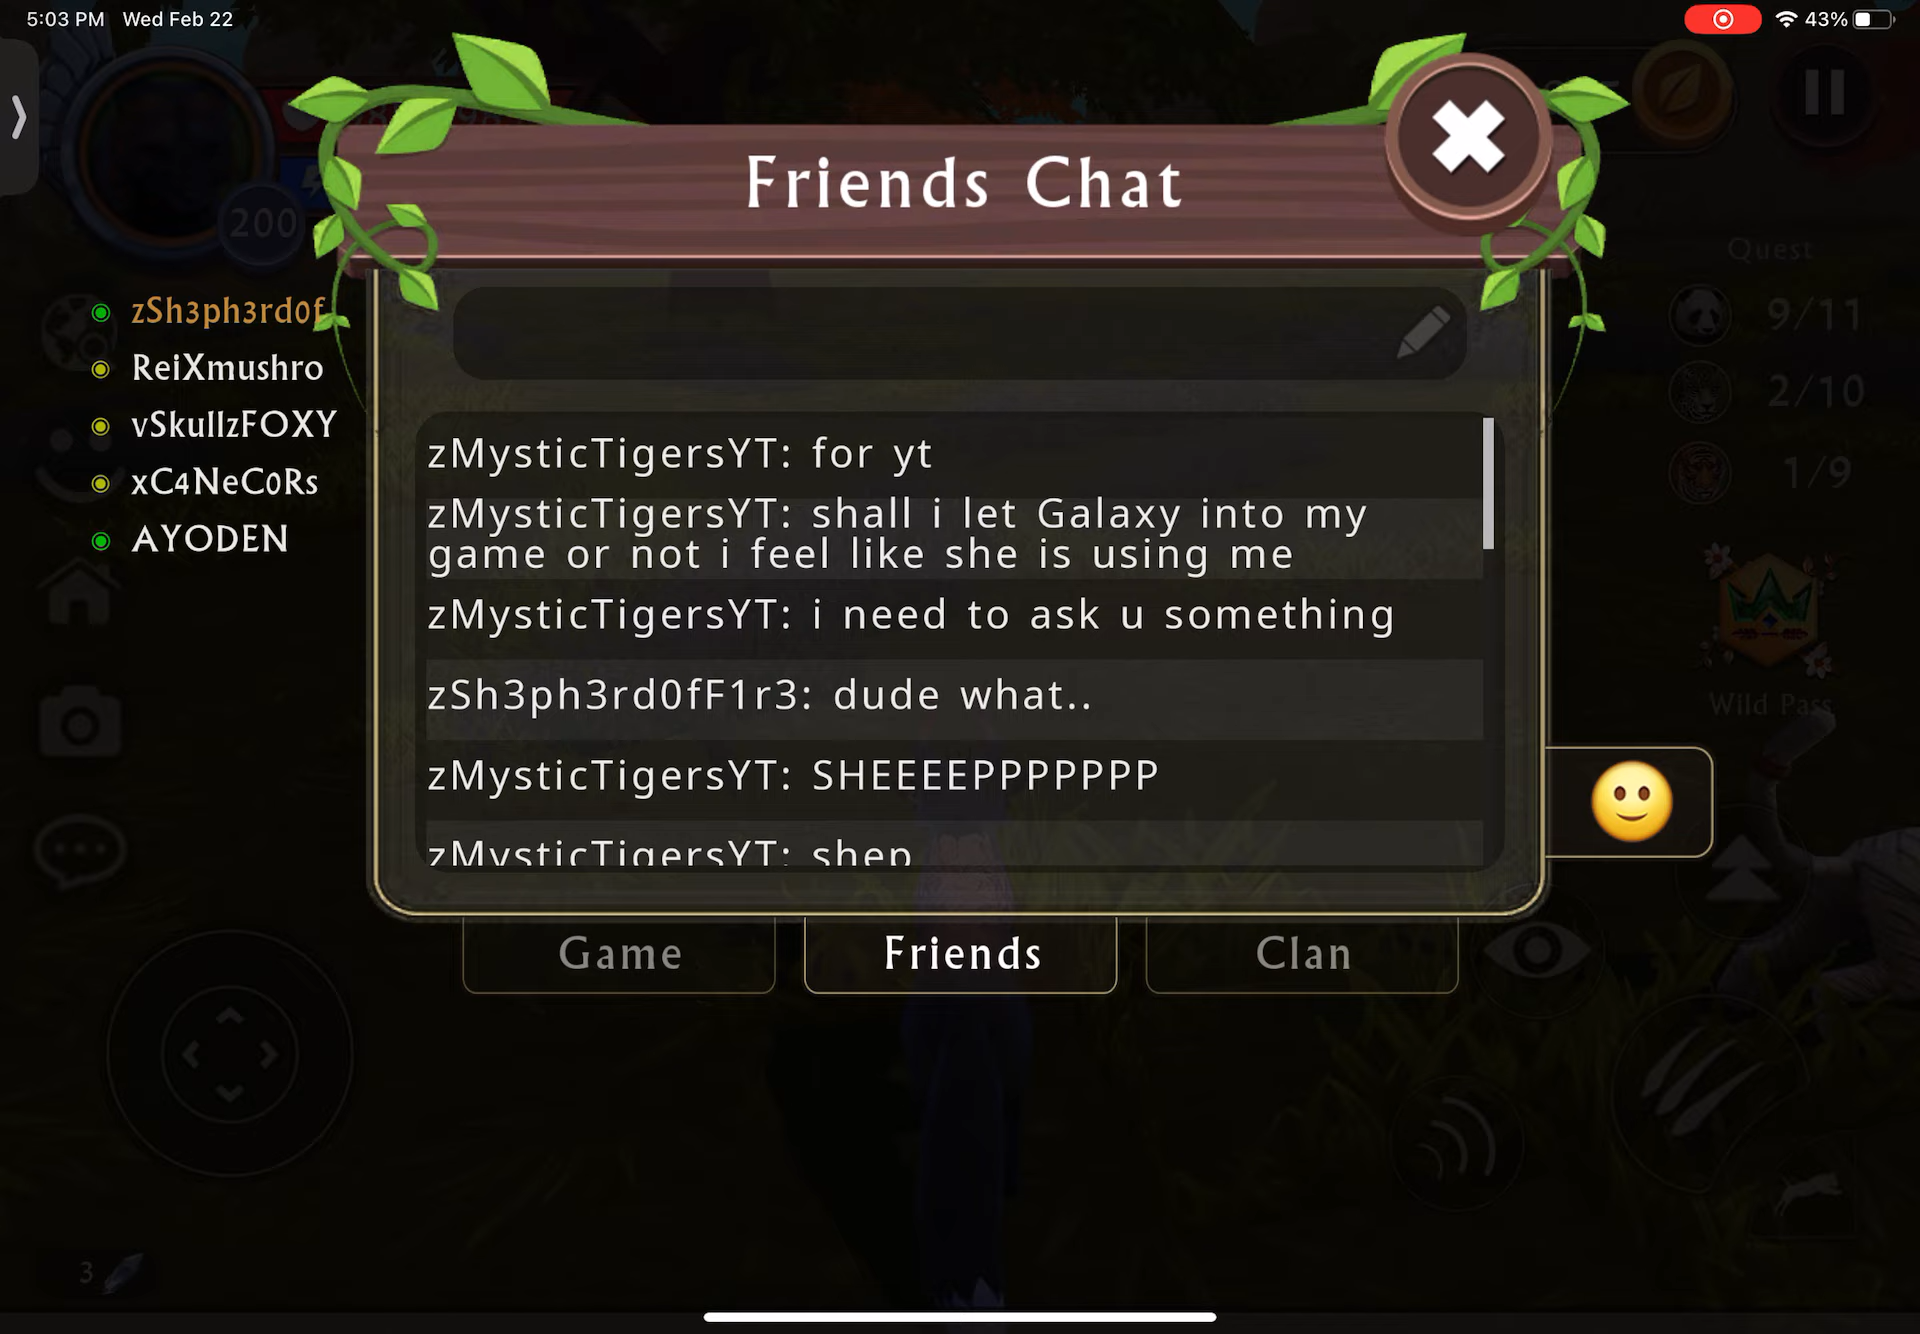 5:03 PM Wed Feb 22
43%
Friends Chat
200
Quest
zSh3ph3rd0f
9/11
ReiXmushro
2/10
vSkullzFOXY
xC4NeC0Rs
1/9
AYODEN
zMysticTigersYT: for yt
zMysticTigersYT: shall i let Galaxy into my
game or not i feel like she is using me
zMysticTigersYT: i need to ask u something
zSh3ph3rd0fF1r3: dude what..
zMysticTigersYT: SHEEEEPPPPPPP
zMysticTigersYT: shep
Wild Pass
Game
Friends
Clan
3